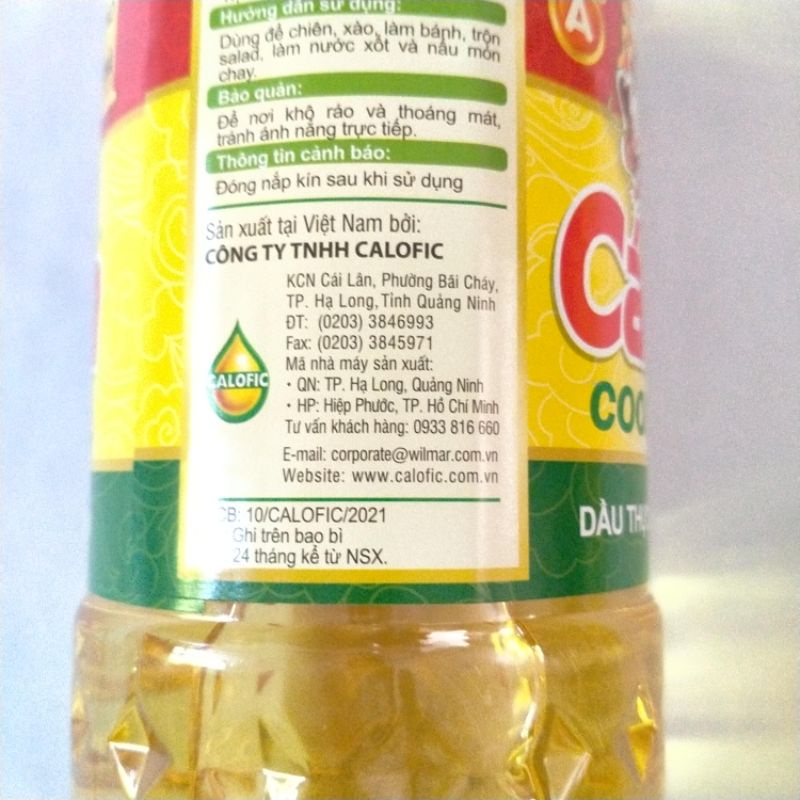 Hướng dẫn sử dụng:
Dùng để chiên, xào, làm bánh, trộn
salad, làm nước xốt và nấu món
chay.
Bảo quản:
Để nơi khô ráo và thoáng mát,
tránh ánh nắng trực tiếp.
Thông tin cảnh báo:
Đóng nắp kín sau khi sử dụng
Sản xuất tại Việt Nam bởi:
CÔNG TY TNHH CALOFIC
KCN Cái Lân, Phường Bãi Cháy,
TP. Hạ Long, Tỉnh Quảng Ninh
ĐT: (0203) 3846993
Fax: (0203) 3845971
Mã nhà máy sản xuất:
• QN: TP. Hạ Long, Quảng Ninh
• HP: Hiệp Phước, TP. Hồ Chí Minh
Tư vấn khách hàng: 0933 816 660
CALOFIC
E-mail: corporate@wilmar.com.vn
Website: www.calofic.com.vn
CB: 10/CALOFIC/2021
Ghi trên bao bì
24 tháng kể từ NSX.
A
Cá
COO
DẦU THỰ